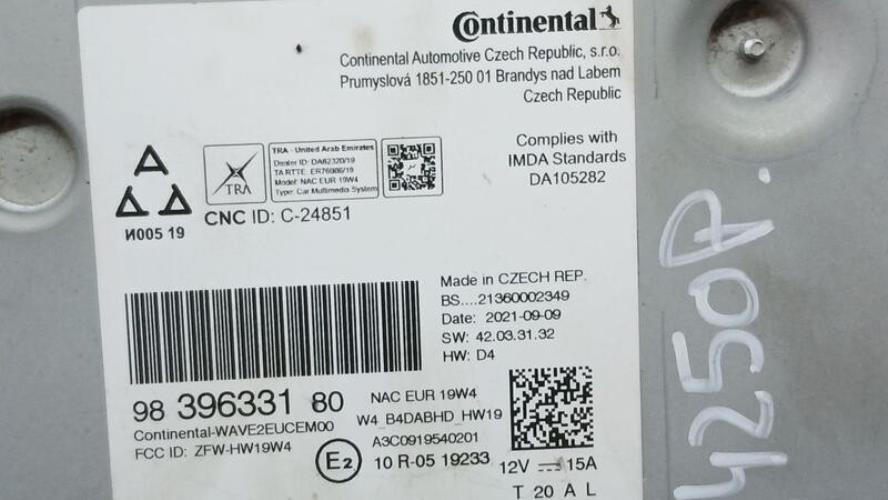 Continental
Continental Automotive Czech Republic, s.r.o.
Prumyslová 1851-250 01 Brandys nad Labem
Czech Republic
Complies with
IMDA Standards
DA105282
TRA
TRA - United Arab Emirates
Dealer ID: DA62320/19
TA RTTE: ER76986/19
Model: NAC EUR 19W4
Type: Car Multimedia System
И005 19
CNC ID: C-24851
Made in CZECH REP.
BS....21360002349
Date: 2021-09-09
SW: 42.03.31.32
HW: D4
98 396331 80
Continental-WAVE2EUCEM00
FCC ID: ZFW-HW19W4
NAC EUR 19W4
W4_B4DABHD_HW19
A3C0919540201
E2
10 R-05 19233
12V 15A
T 20 A L
4250P.